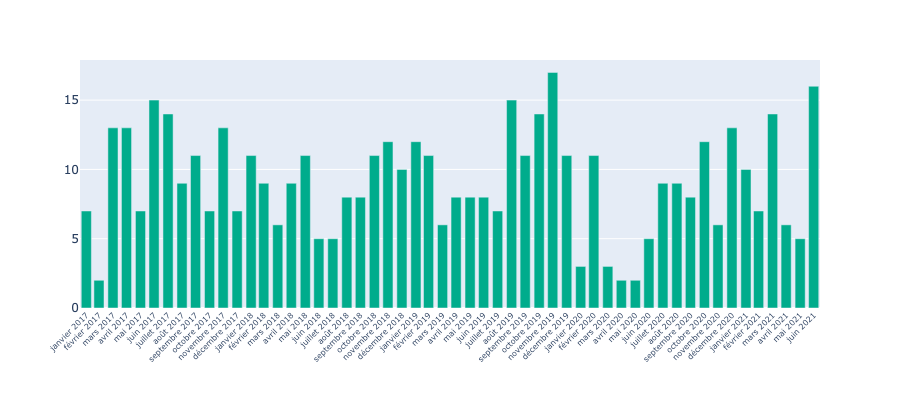 15
10
5
0
janvier 2017
février 2017
mars 2017
avril 2017
mai 2017
juin 2017
juillet 2017
août 2017
septembre 2017
octobre 2017
novembre 2017
décembre 2017
janvier 2018
février 2018
mars 2018
avril 2018
mai 2018
juin 2018
juillet 2018
août 2018
septembre 2018
octobre 2018
novembre 2018
décembre 2018
janvier 2019
février 2019
mars 2019
avril 2019
mai 2019
juin 2019
juillet 2019
août 2019
septembre 2019
octobre 2019
novembre 2019
décembre 2019
janvier 2020
février 2020
mars 2020
avril 2020
mai 2020
juin 2020
juillet 2020
août 2020
septembre 2020
octobre 2020
novembre 2020
décembre 2020
janvier 2021
février 2021
mars 2021
avril 2021
mai 2021
juin 2021